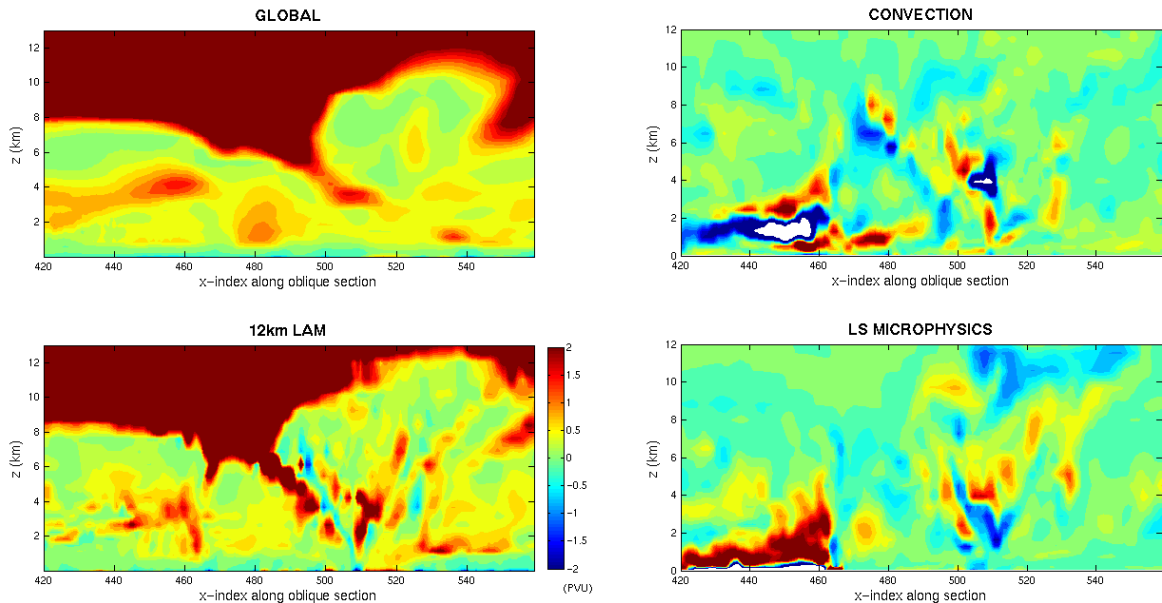 GLOBAL
13
12
10
8
6
4
2
0
z (km)
420 440 460 480 500 520 540
x-index along oblique section
CONVECTION
12
10
8
6
4
2
0
z (km)
420 440 460 480 500 520 540
x-index along section
12km LAM
13
12
10
8
6
4
2
z (km)
420 440 460 480 500 520 540
x-index along oblique section
2
1.5
1
0.5
0
-0.5
-1
-1.5
-2
(PVU)
LS MICROPHYSICS
12
10
8
6
4
2
0
z (km)
420 440 460 480 500 520 540
x-index along section